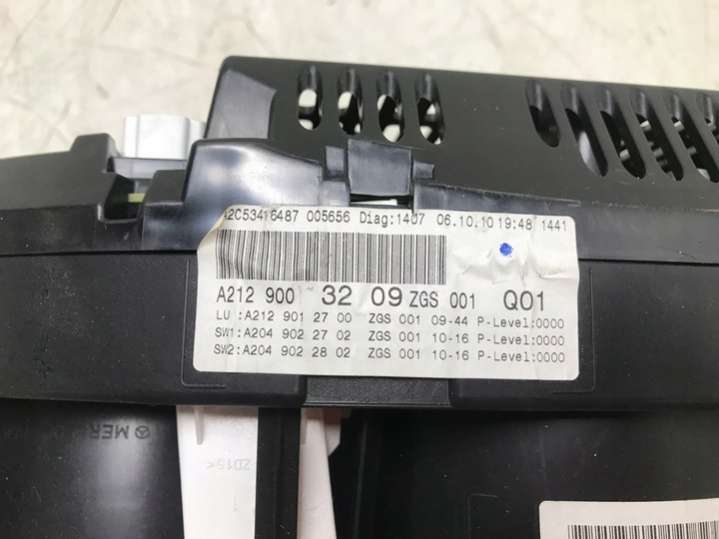 A2C53416487 005656 Diag:1407 06.10.10 19:48 1441
A212 900 32 09 ZGS 001 Q01
LU :A212 901 27 00 ZGS 001 09-44 P-Level:0000
SW1:A204 902 27 02 ZGS 001 10-16 P-Level:0000
SW2:A204 902 28 02 ZGS 001 10-16 P-Level:0000